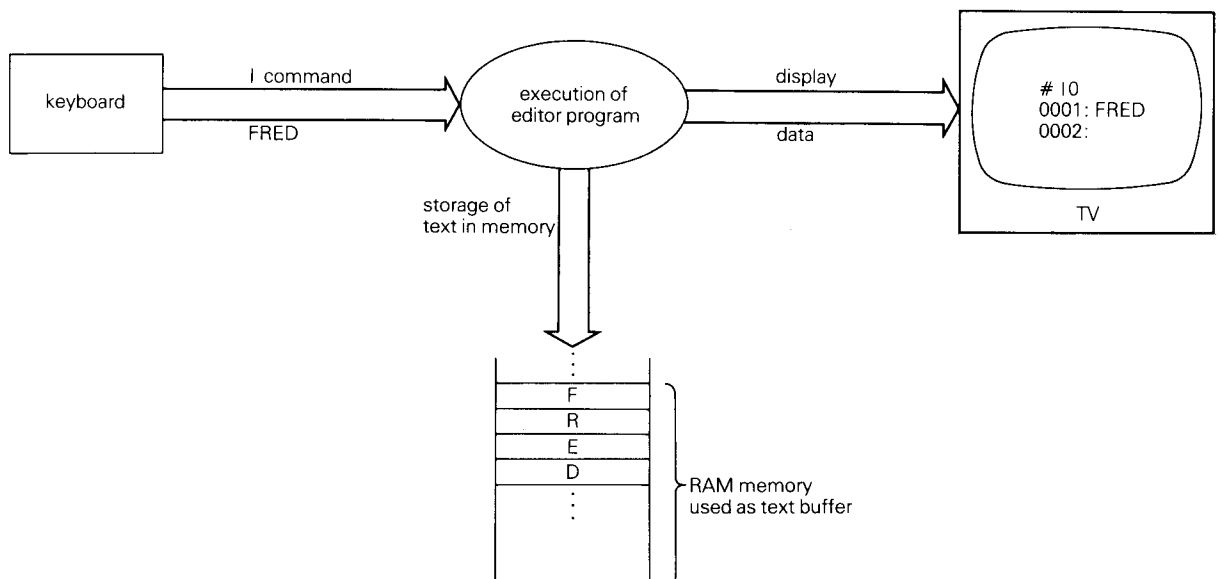 keyboard
I command
FRED
execution of
editor program
display
data
# I0
0001: FRED
0002:
TV
storage of
text in memory
F
R
E
D
RAM memory
used as text buffer